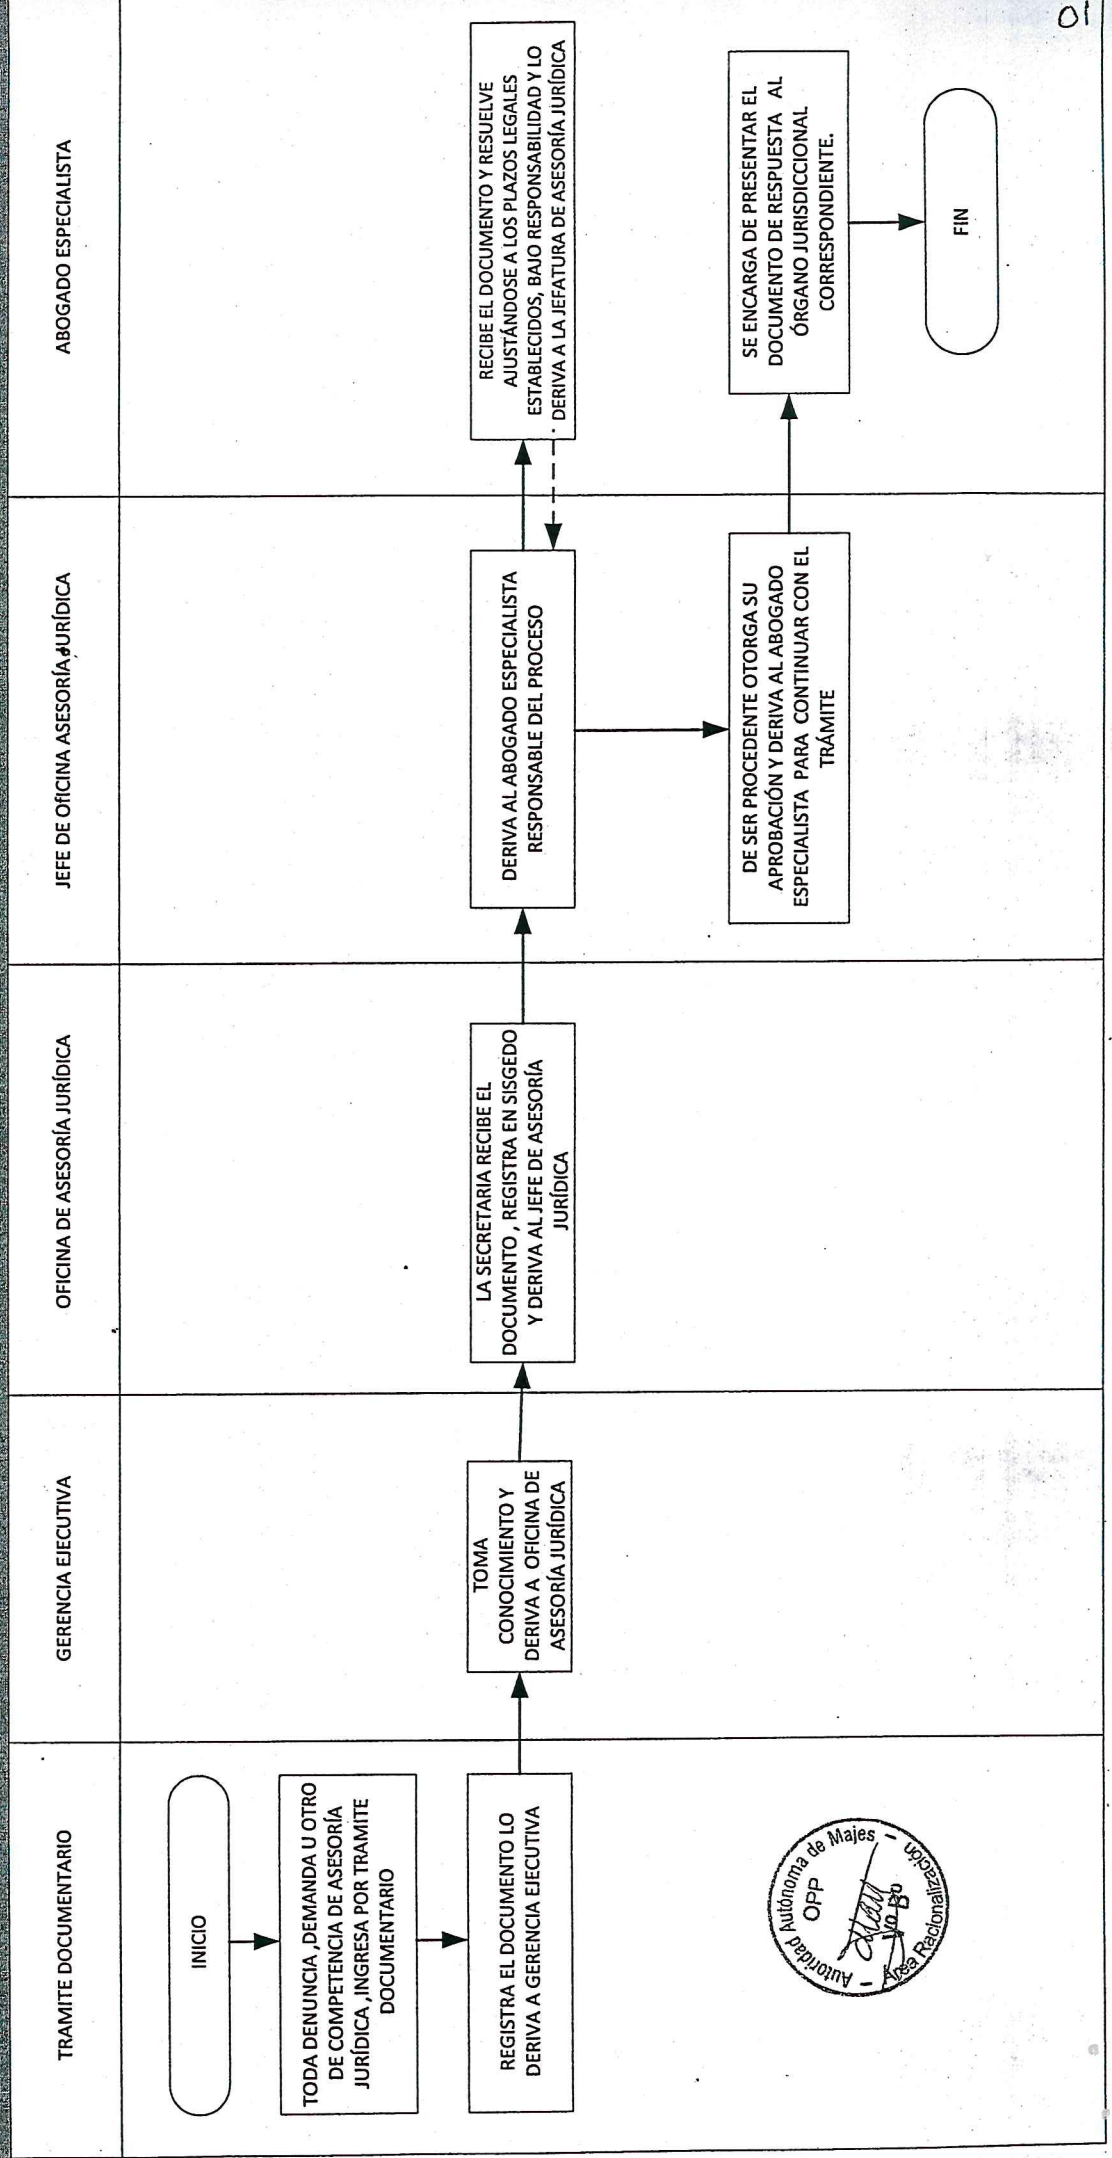 TRAMITE DOCUMENTARIO
GERENCIA EJECUTIVA
OFICINA DE ASESORÍA JURÍDICA
JEFE DE OfICINA ASESORÍA JURÍDICA
ABOGADO ESPECIALISTA
INICIO
TODA DENUNCIA ,DEMANDA U OTRO
DE COMPETENCIA DE ASESORÍA
JURÍDICA ,INGRESA POR TRAMITE
DOCUMENTARIO
REGISTRA EL DOCUMENTO LO
DERIVA A GERENCIA EJECUTIVA
TOMA
CONOCIMIENTO Y
DERIVA A OFICINA DE
ASESORÍA JURÍDICA
LA SECRETARIA RECIBE EL
DOCUMENTO , REGISTRA EN SISGEDO
Y DERIVA AL JEFE DE ASESORÍA
JURÍDICA
DERIVA AL ABOGADO ESPECIALISTA
RESPONSABLE DEL PROCESO
RECIBE EL DOCUMENTO Y RESUELVE
AJUSTÁNDOSE A LOS PLAZOS LEGALES
ESTABLECIDOS, BAJO RESPONSABILIDAD Y LO
DERIVA A LA JEFATURA DE ASESORÍA JURÍDICA
DE SER PROCEDENTE OTORGA SU
APROBACIÓN Y DERIVA AL ABOGADO
ESPECIALISTA PARA CONTINUAR CON EL
TRÁMITE
SE ENCARGA DE PRESENTAR EL
DOCUMENTO DE RESPUESTA AL
ÓRGANO JURISDICCIONAL
CORRESPONDIENTE.
FIN
Autoridad Autónoma de Majes
OPP
Vº Bº
Área Racionalización
01